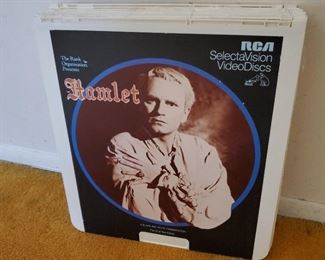 The Rank
Organisation
Presents
Hamlet
RCA
SelectaVision
VideoDiscs